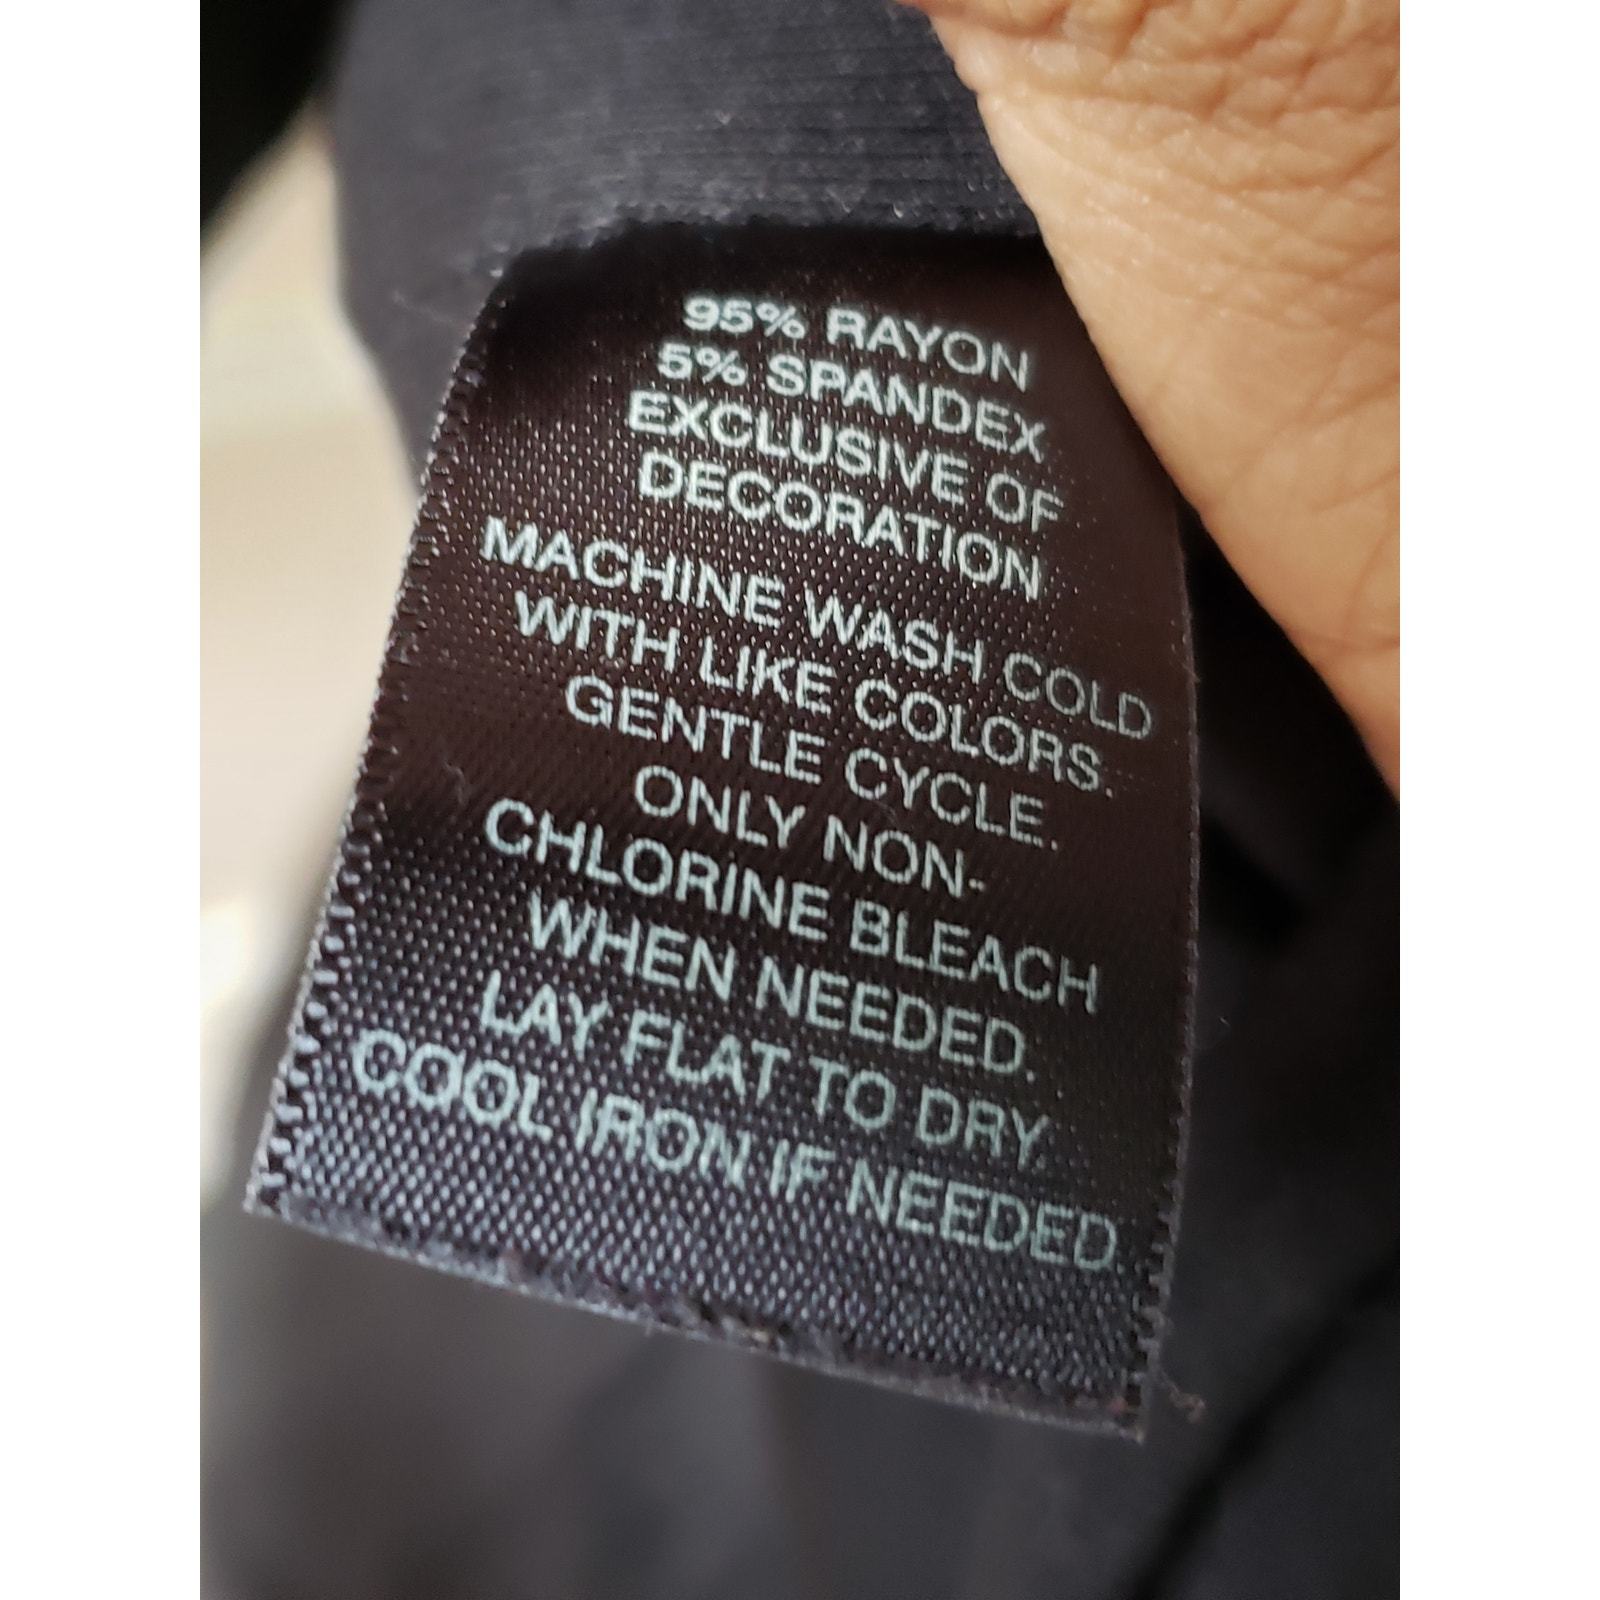 95% RAYON
5% SPANDEX
EXCLUSIVE OF
DECORATION
MACHINE WASH COLD
WITH LIKE COLORS.
GENTLE CYCLE.
ONLY NON-
CHLORINE BLEACH
WHEN NEEDED.
LAY FLAT TO DRY.
COOL IRON IF NEEDED